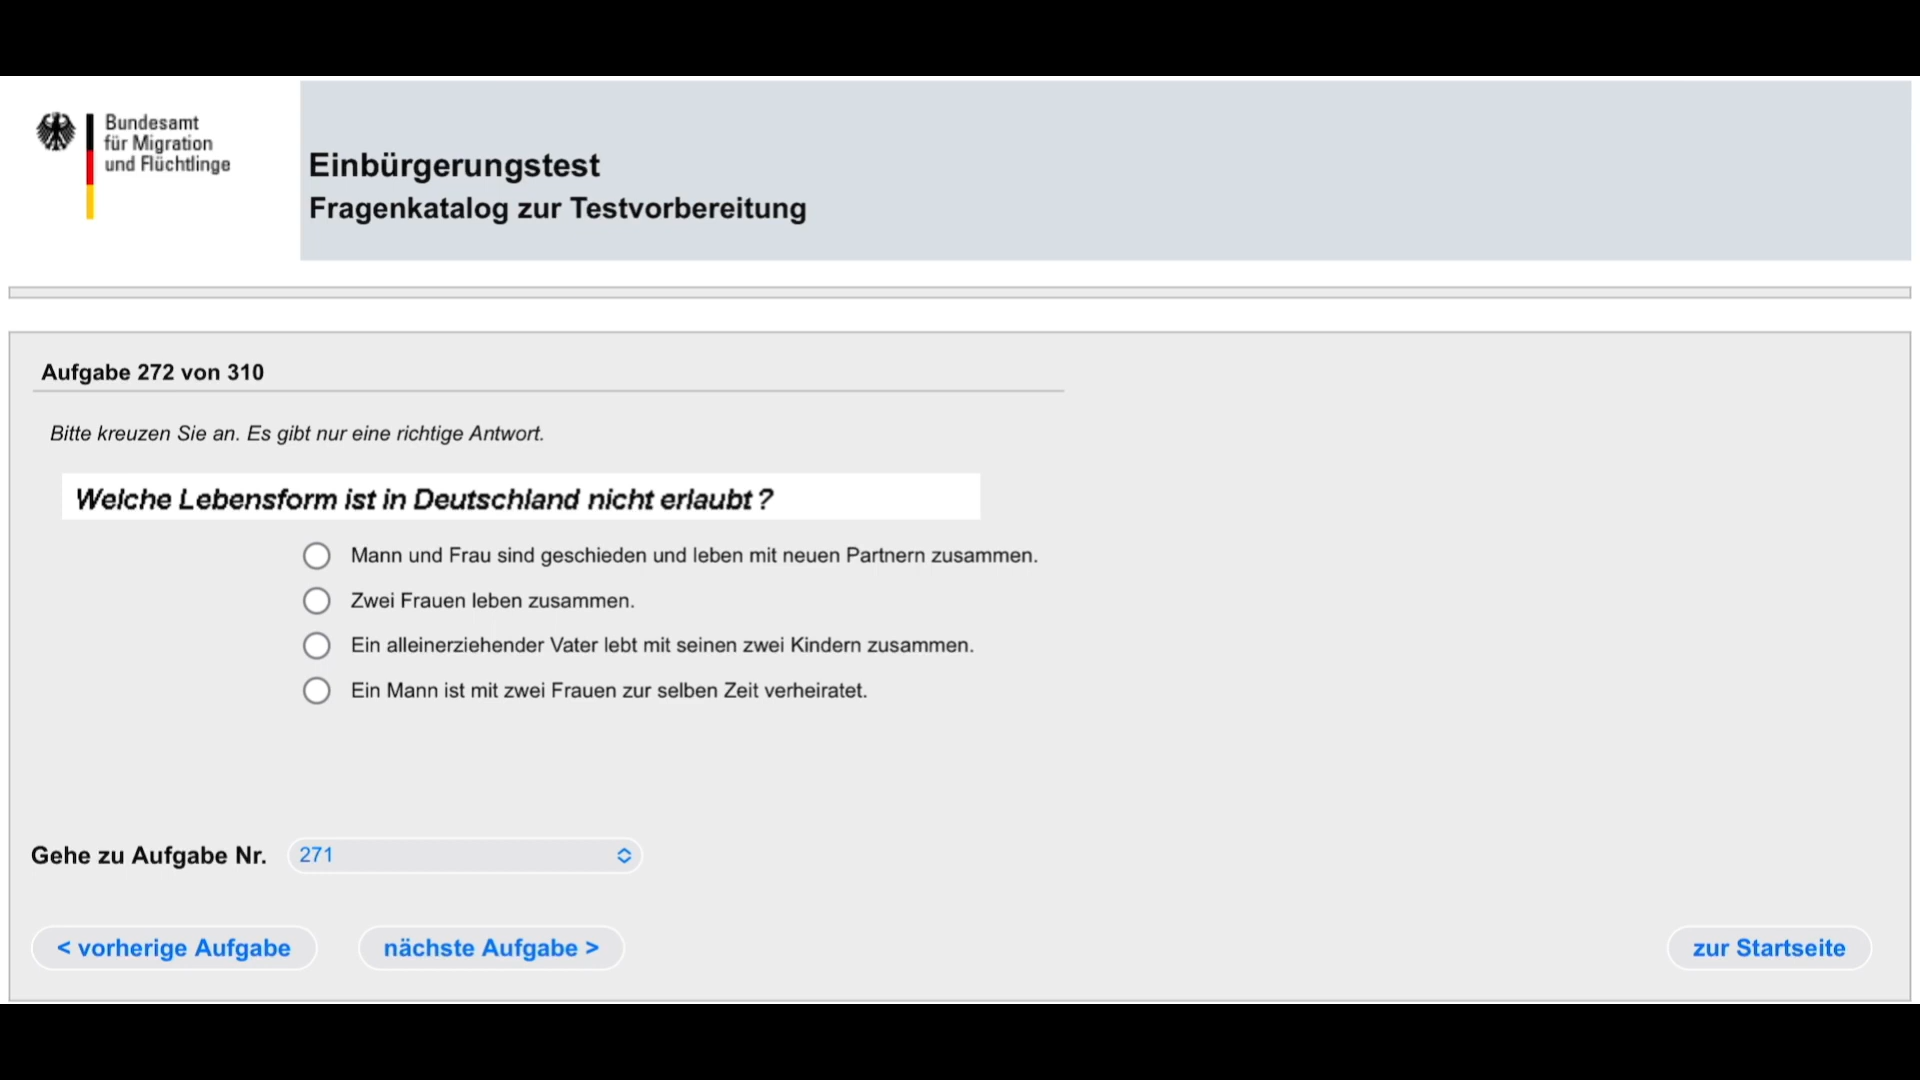 Bundesamt
für Migration
und Flüchtlinge
Einbürgerungstest
Fragenkatalog zur Testvorbereitung
Aufgabe 272 von 310
Bitte kreuzen Sie an. Es gibt nur eine richtige Antwort.
Welche Lebensform ist in Deutschland nicht erlaubt?
Mann und Frau sind geschieden und leben mit neuen Partnern zusammen.
Zwei Frauen leben zusammen.
Ein alleinerziehender Vater lebt mit seinen zwei Kindern zusammen.
Ein Mann ist mit zwei Frauen zur selben Zeit verheiratet.
Gehe zu Aufgabe Nr. 271
< vorherige Aufgabe nächste Aufgabe > zur Startseite